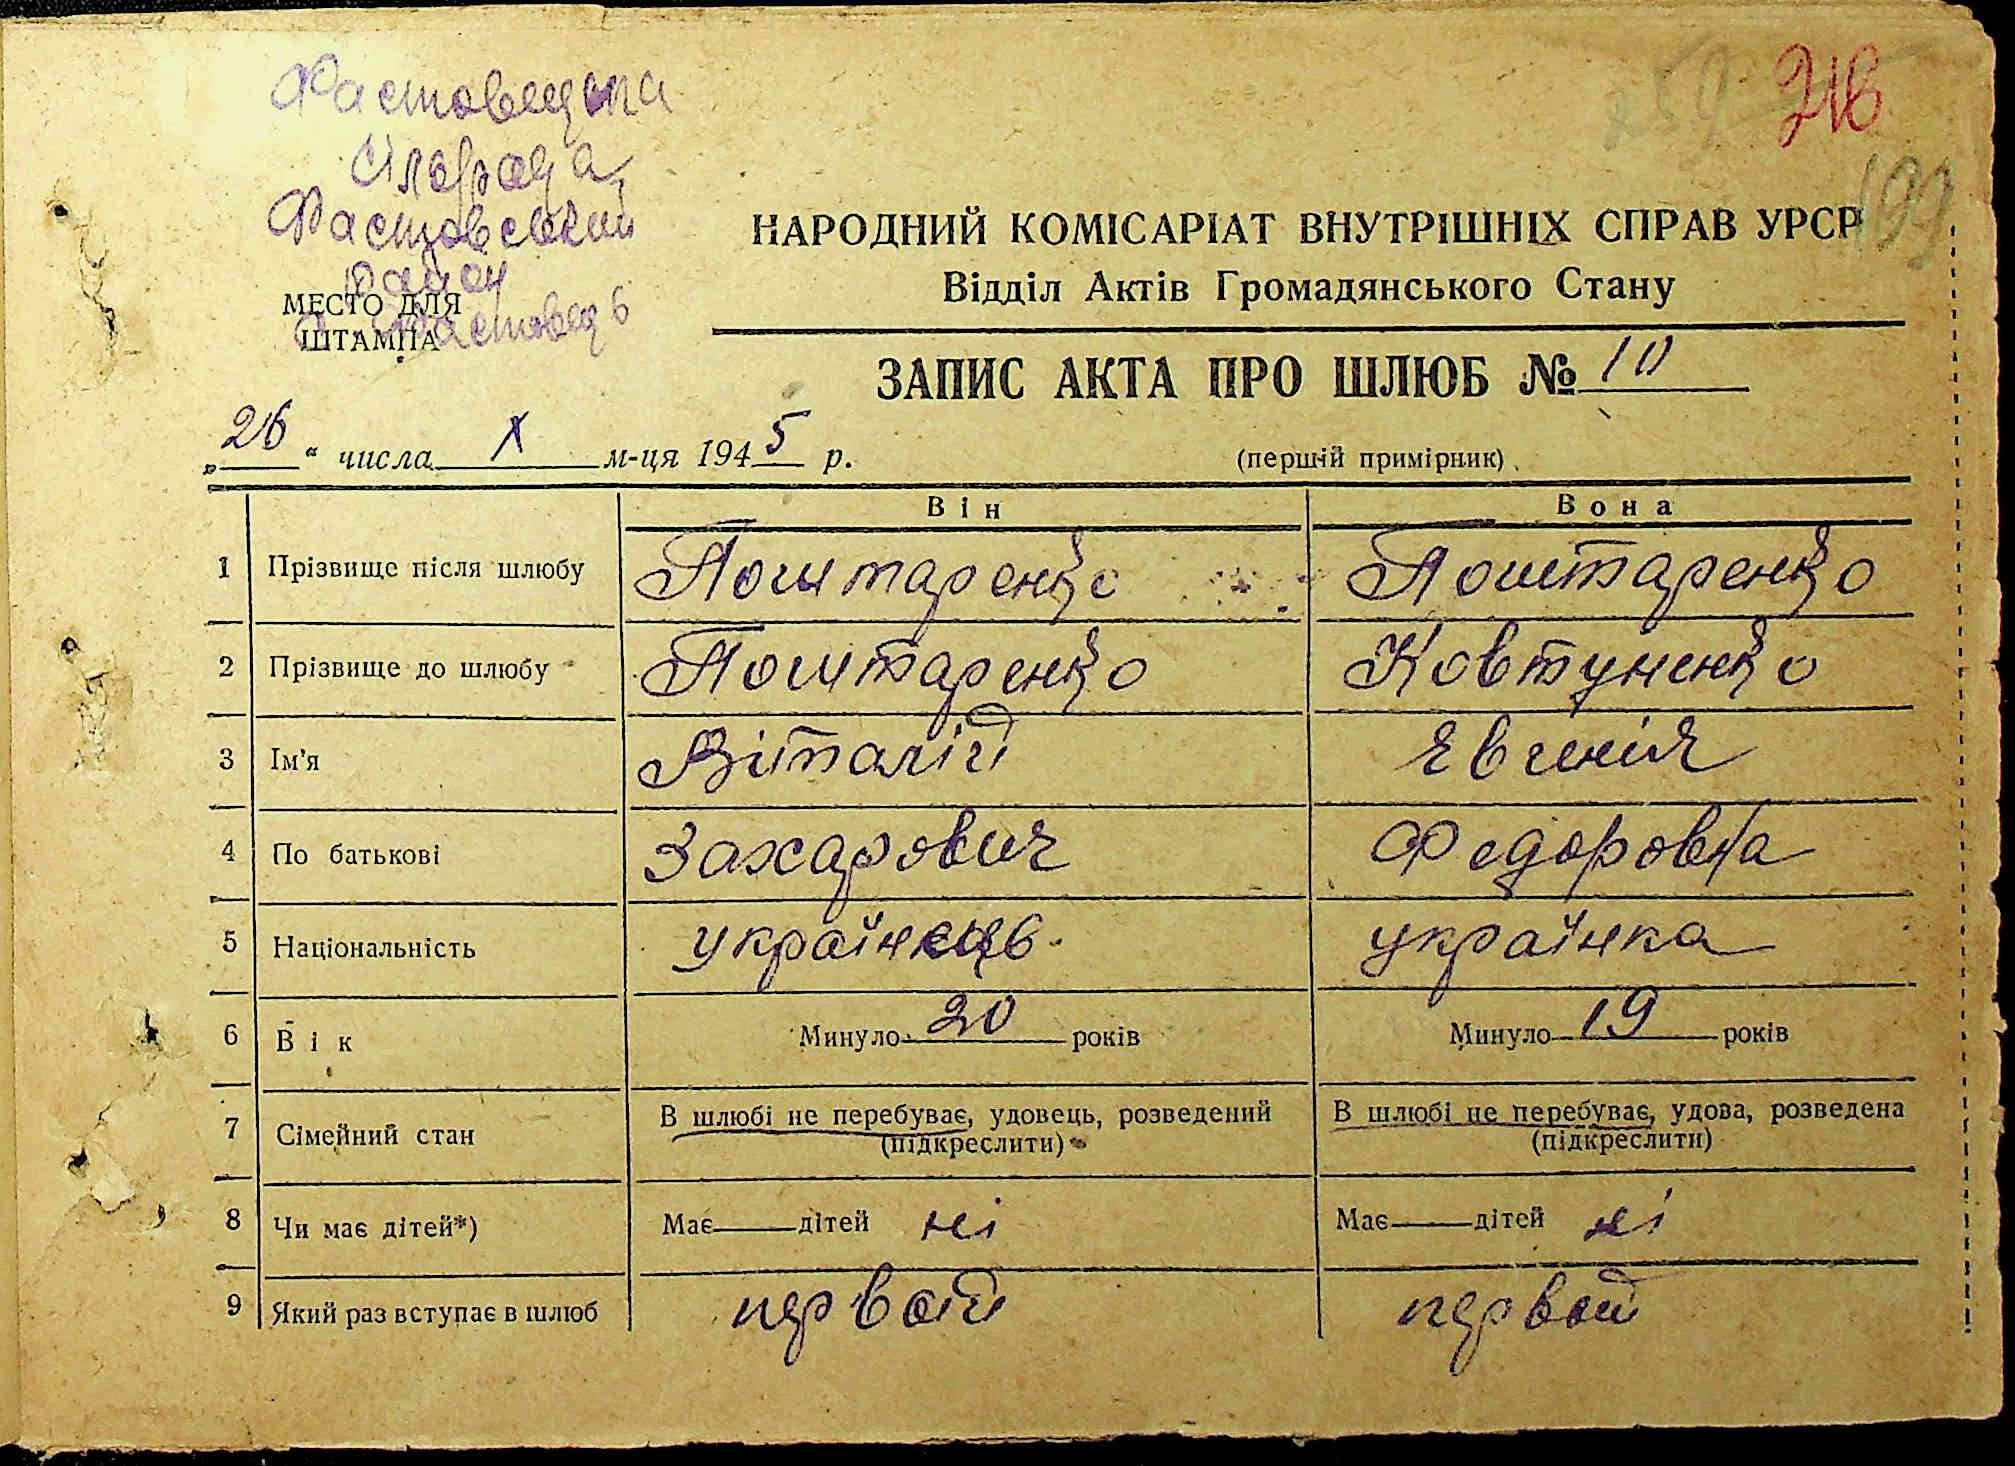 Фастовецька
сільрада,
Фастовський
район
МЕСТО ДЛЯ
ШТАМПА
Фастовець
259
216
193
НАРОДНИЙ КОМІСАРІАТ ВНУТРІШНІХ СПРАВ УРСР
Відділ Актів Громадянського Стану
ЗАПИС АКТА ПРО ШЛЮБ № 10
„26“ числа X м-ця 1945 р.
(перший примірник)
Він Вона
1 Прізвище після шлюбу Поштаренко Поштаренко
2 Прізвище до шлюбу Поштаренко Ковтуненко
3 Ім'я Віталій Євгенія
4 По батькові Захарович Федоровна
5 Національність українець українка
6 Вік Минуло 20 років Минуло 19 років
7 Сімейний стан В шлюбі не перебуває, удовець, розведений В шлюбі не перебуває, удова, розведена
(підкреслити) (підкреслити)
8 Чи має дітей*) Має дітей ні Має дітей ні
9 Який раз вступає в шлюб первой первой